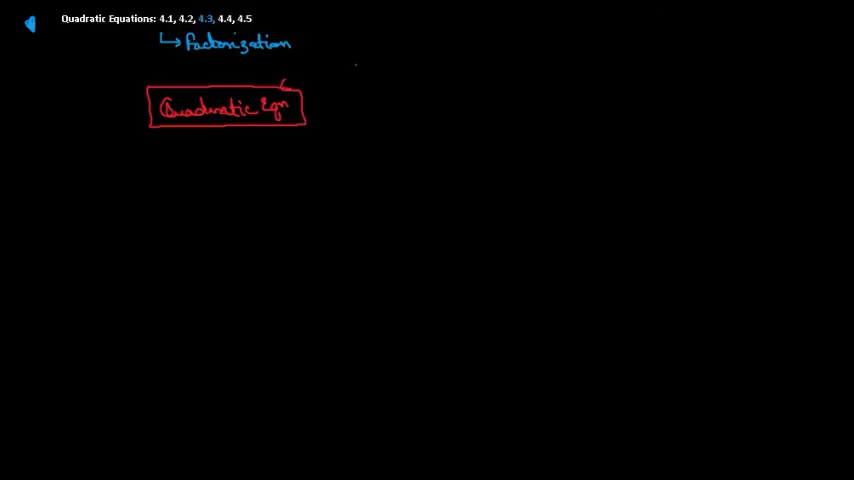 Quadratic Equations: 4.1, 4.2, 4.3, 4.4, 4.5
↳ Factorization
Quadratic Eqn